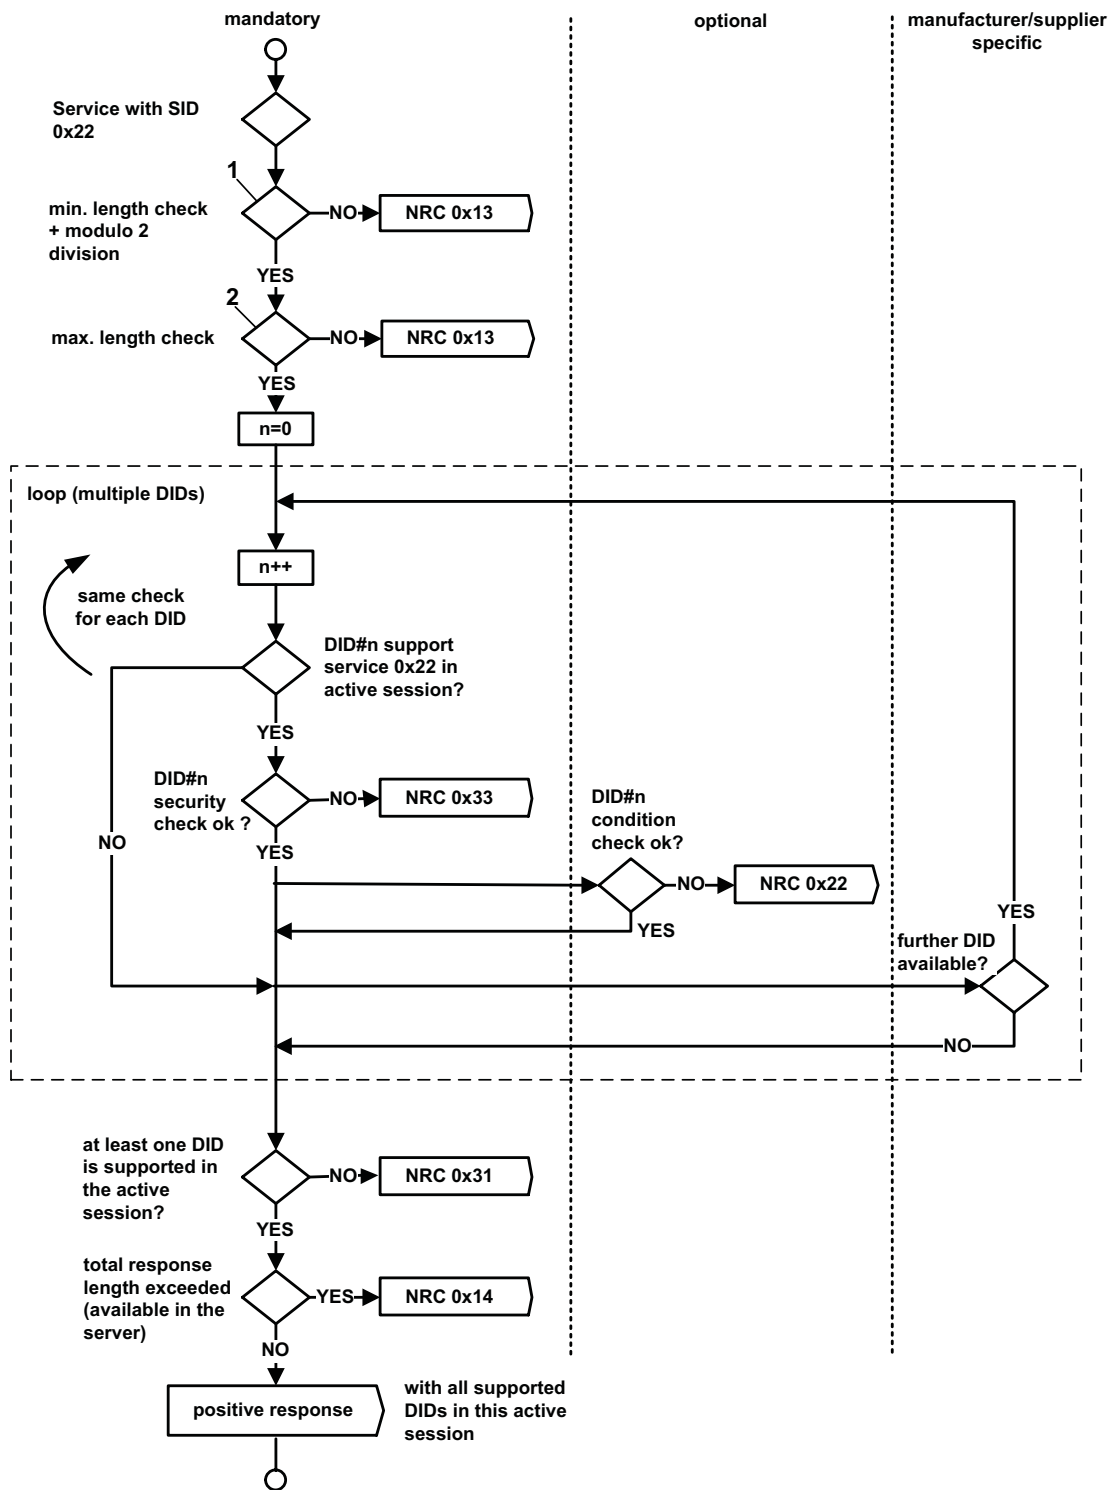 mandatory
optional
manufacturer/supplier
specific
Service with SID
0x22
1
min. length check
+ modulo 2
division
NO
NRC 0x13
YES
2
max. length check
NO
NRC 0x13
YES
n=0
loop (multiple DIDs)
n++
same check
for each DID
DID#n support
service 0x22 in
active session?
YES
DID#n
security
check ok ?
NO
NRC 0x33
DID#n
condition
check ok?
NO
YES
NO
NRC 0x22
YES
YES
further DID
available?
NO
at least one DID
is supported in
the active
session?
NO
NRC 0x31
YES
total response
length exceeded
(available in the
server)
YES
NRC 0x14
NO
positive response
with all supported
DIDs in this active
session